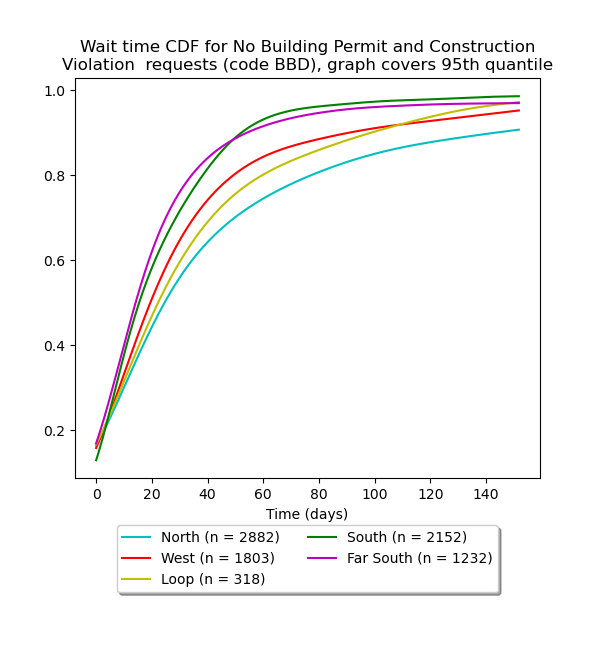 Wait time CDF for No Building Permit and Construction
Violation  requests (code BBD), graph covers 95th quantile
1.0
0.8
0.6
0.4
0.2
0 20 40 60 80 100 120 140
Time (days)
North (n = 2882)
West (n = 1803)
Loop (n = 318)
South (n = 2152)
Far South (n = 1232)